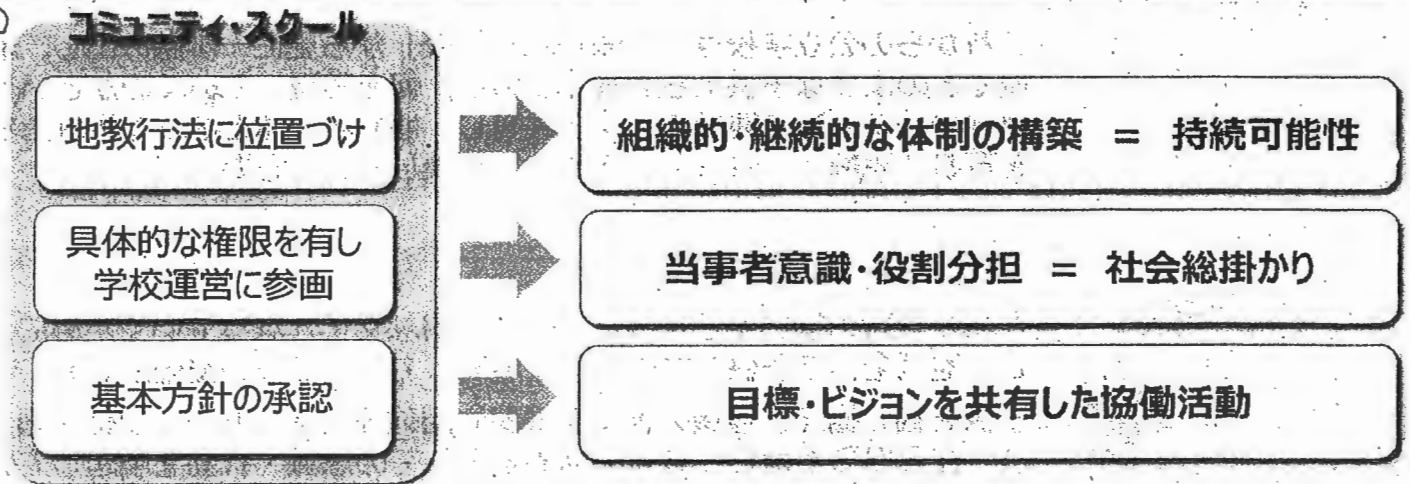 コミュニティ・スクール
地教行法に位置づけ
組織的・継続的な体制の構築 = 持続可能性
具体的な権限を有し
学校運営に参画
当事者意識・役割分担 = 社会総掛かり
基本方針の承認
目標・ビジョンを共有した協働活動